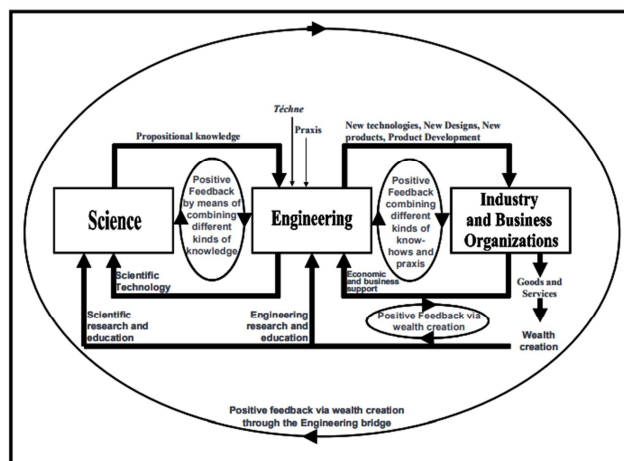 Téchne
Praxis
Propositional knowledge
New technologies, New Designs, New
products, Product Development
Science
Positive
Feedback
by means of
combining
different
kinds of
knowledge
Engineering
Positive
Feedback
combining
different
kinds of
know-
hows and
praxis
Industry
and Business
Organizations
Scientific
Technology
Economic
and business
support
Goods and
Services
Scientific
research and
education
Engineering
research and
education
Positive Feedback via
wealth creation
Wealth
creation
Positive feedback via wealth creation
through the Engineering bridge